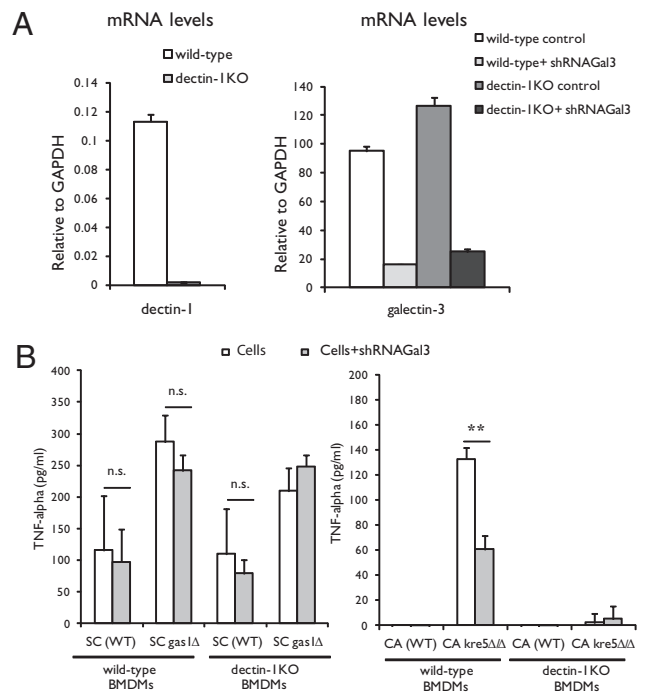 A
mRNA levels
wild-type
dectin-1KO
Relative to GAPDH
0.14
0.12
0.1
0.08
0.06
0.04
0.02
0
dectin-1
mRNA levels
wild-type control
wild-type+ shRNAGal3
dectin-1KO control
dectin-1KO+ shRNAGal3
Relative to GAPDH
140
120
100
80
60
40
20
0
galectin-3
B
Cells
Cells+shRNAGal3
TNF-alpha (pg/ml)
400
350
300
250
200
150
100
50
0
n.s.
n.s.
n.s.
SC (WT) SC gas1Δ SC (WT) SC gas1Δ
wild-type
BMDMs
dectin-1KO
BMDMs
TNF-alpha (pg/ml)
200
180
160
140
120
100
80
60
40
20
0
**
CA (WT) CA kre5Δ/Δ CA (WT) CA kre5Δ/Δ
wild-type
BMDMs
dectin-1KO
BMDMs